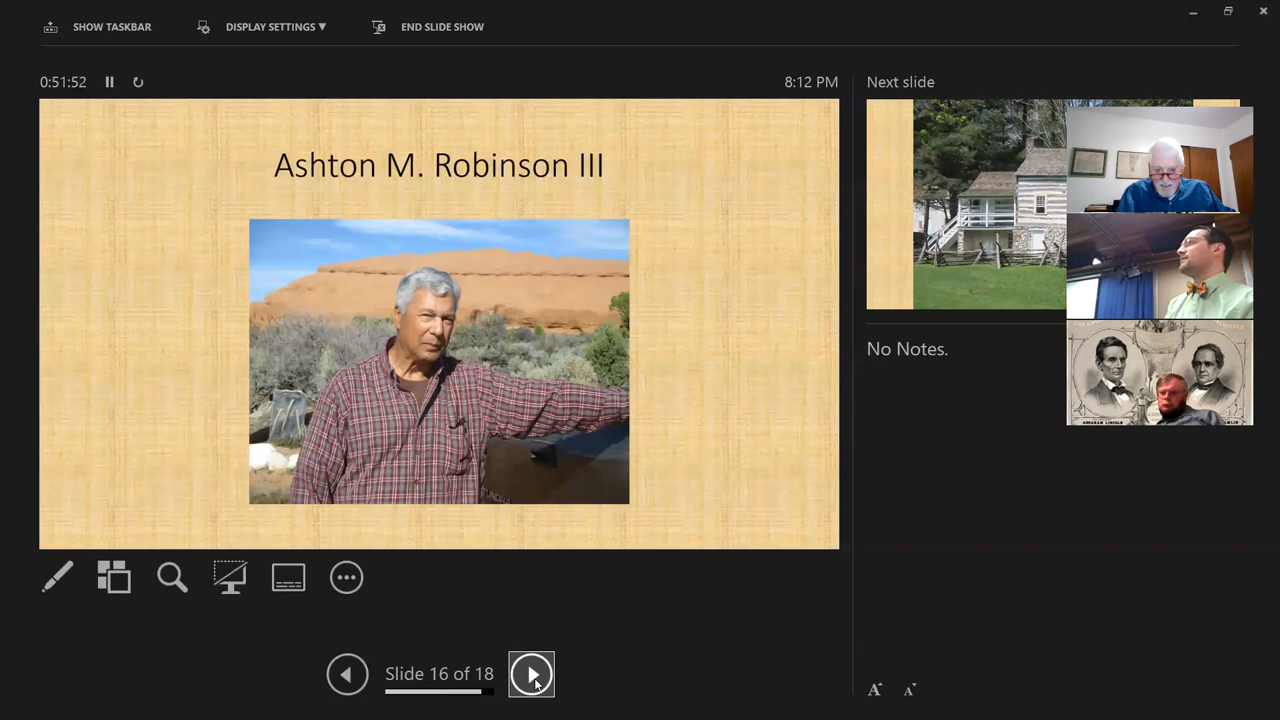 SHOW TASKBAR
DISPLAY SETTINGS ▼
END SLIDE SHOW
0:51:52
8:12 PM
Next slide
Ashton M. Robinson III
No Notes.
TUNDRA
ABRAHAM LINCOLN
Slide 16 of 18
A
A